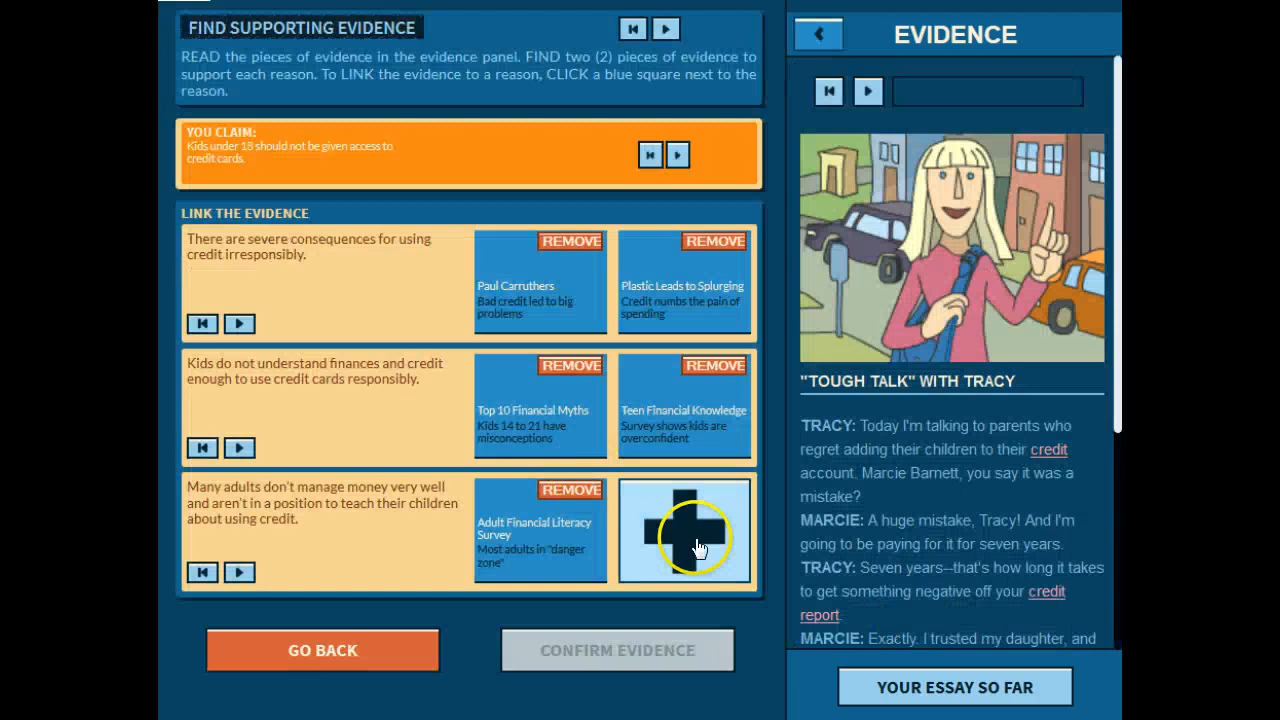 FIND SUPPORTING EVIDENCE
READ the pieces of evidence in the evidence panel. FIND two (2) pieces of evidence to
support each reason. To LINK the evidence to a reason, CLICK a blue square next to the
reason.
YOU CLAIM:
Kids under 18 should not be given access to
credit cards.
LINK THE EVIDENCE
There are severe consequences for using
credit irresponsibly.
REMOVE
Paul Carruthers
Bad credit led to big
problems
REMOVE
Plastic Leads to Splurging
Credit numbs the pain of
spending
Kids do not understand finances and credit
enough to use credit cards responsibly.
REMOVE
Top 10 Financial Myths
Kids 14 to 21 have
misconceptions
REMOVE
Teen Financial Knowledge
Survey shows kids are
overconfident
Many adults don't manage money very well
and aren't in a position to teach their children
about using credit.
REMOVE
Adult Financial Literacy
Survey
Most adults in "danger
zone"
GO BACK
CONFIRM EVIDENCE
EVIDENCE
"TOUGH TALK" WITH TRACY
TRACY: Today I'm talking to parents who
regret adding their children to their credit
account. Marcie Barnett, you say it was a
mistake?
MARCIE: A huge mistake, Tracy! And I'm
going to be paying for it for seven years.
TRACY: Seven years--that's how long it takes
to get something negative off your credit
report.
MARCIE: Exactly. I trusted my daughter, and
YOUR ESSAY SO FAR